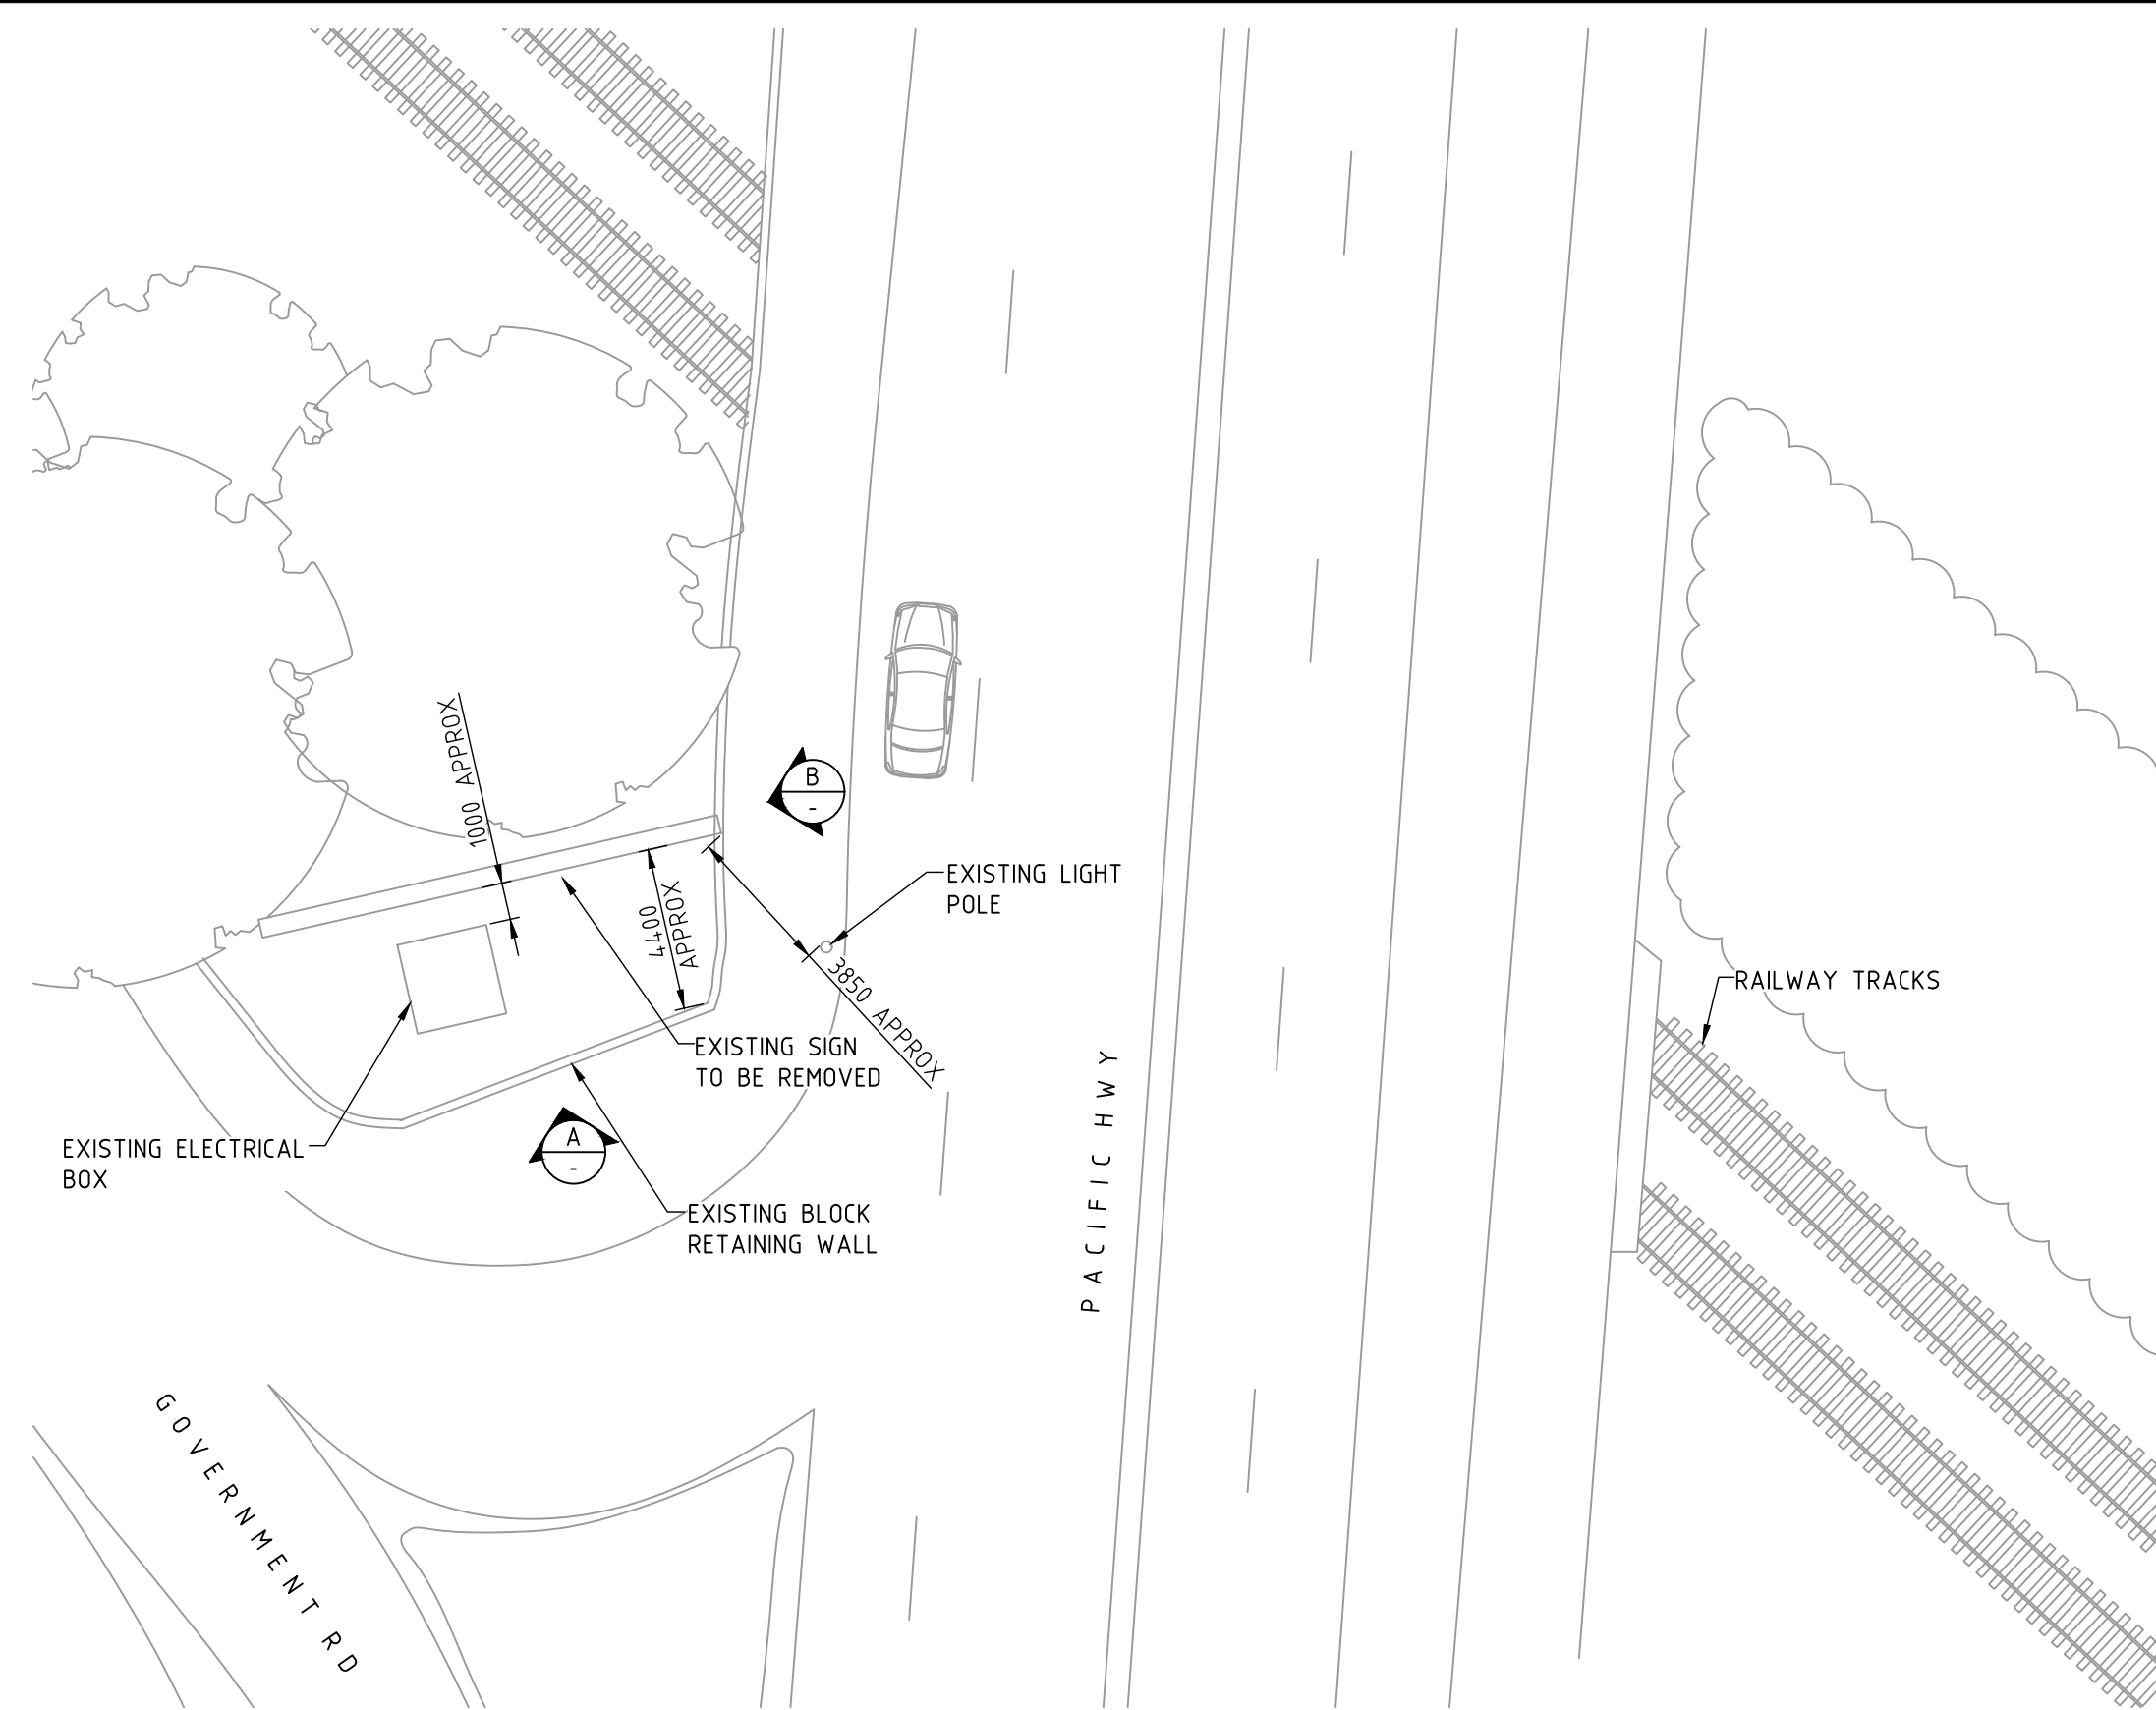 1000 APPROX
B
-
EXISTING LIGHT
POLE
4400
APPROX
3850 APPROX
RAILWAY TRACKS
EXISTING SIGN
TO BE REMOVED
EXISTING ELECTRICAL
BOX
A
-
EXISTING BLOCK
RETAINING WALL
PACIFIC HWY
GOVERNMENT RD